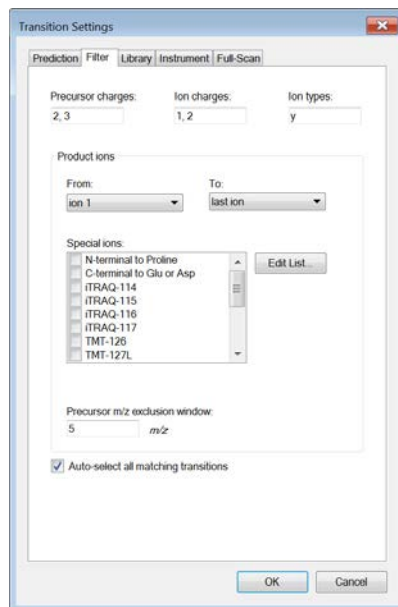 Transition Settings
Prediction Filter Library Instrument Full-Scan
Precursor charges: Ion charges: Ion types:
2, 3 1, 2 y
Product ions
From: To:
ion 1 last ion
Special ions:
N-terminal to Proline
C-terminal to Glu or Asp
iTRAQ-114
iTRAQ-115
iTRAQ-116
iTRAQ-117
TMT-126
TMT-127L
Edit List...
Precursor m/z exclusion window:
5 m/z
Auto-select all matching transitions
OK Cancel